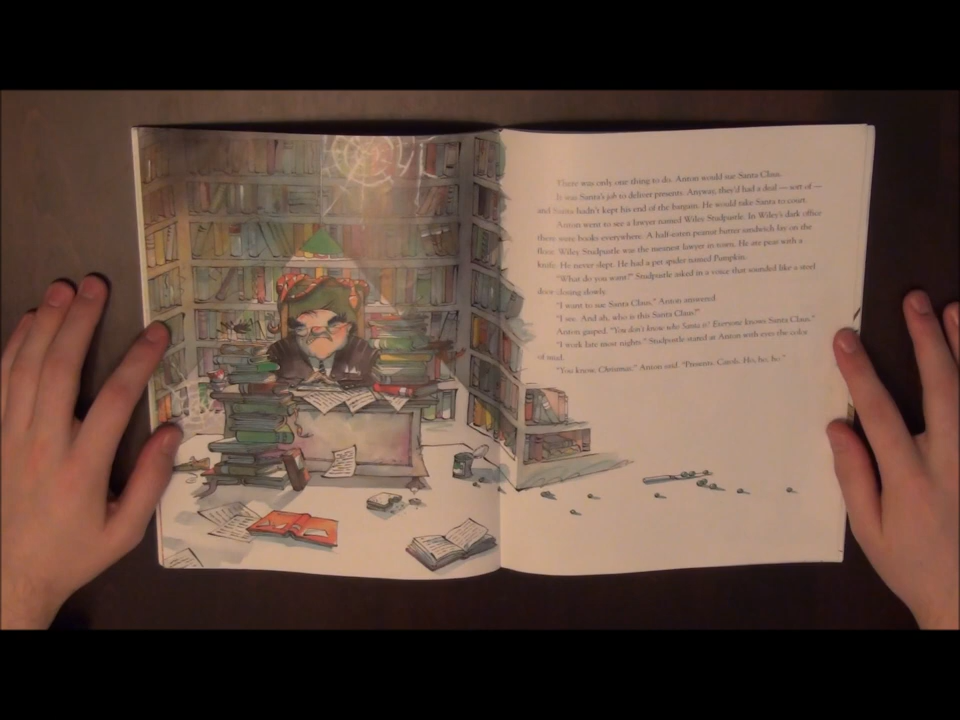 There was only one thing to do. Anton would sue Santa Claus.
It was Santa's job to deliver presents. Anyway, they'd had a deal — sort of —
and Santa hadn't kept his end of the bargain. He would take Santa to court.
Anton went to see a lawyer named Wiley Studpustle. In Wiley's dark office
there were books everywhere. A half-eaten peanut butter sandwich lay on the
floor. Wiley Studpustle was the meanest lawyer in town. He ate peas with a
knife. He never slept. He had a pet spider named Pumpkin.
"What do you want?" Studpustle asked in a voice that sounded like a steel
door closing slowly.
"I want to sue Santa Claus," Anton answered.
"I see. And ah, who is this Santa Claus?"
Anton gasped. "You don't know who Santa is? Everyone knows Santa Claus."
"I work late most nights." Studpustle stared at Anton with eyes the color
of mud.
"You know, Christmas," Anton said. "Presents. Carols. Ho, ho, ho."